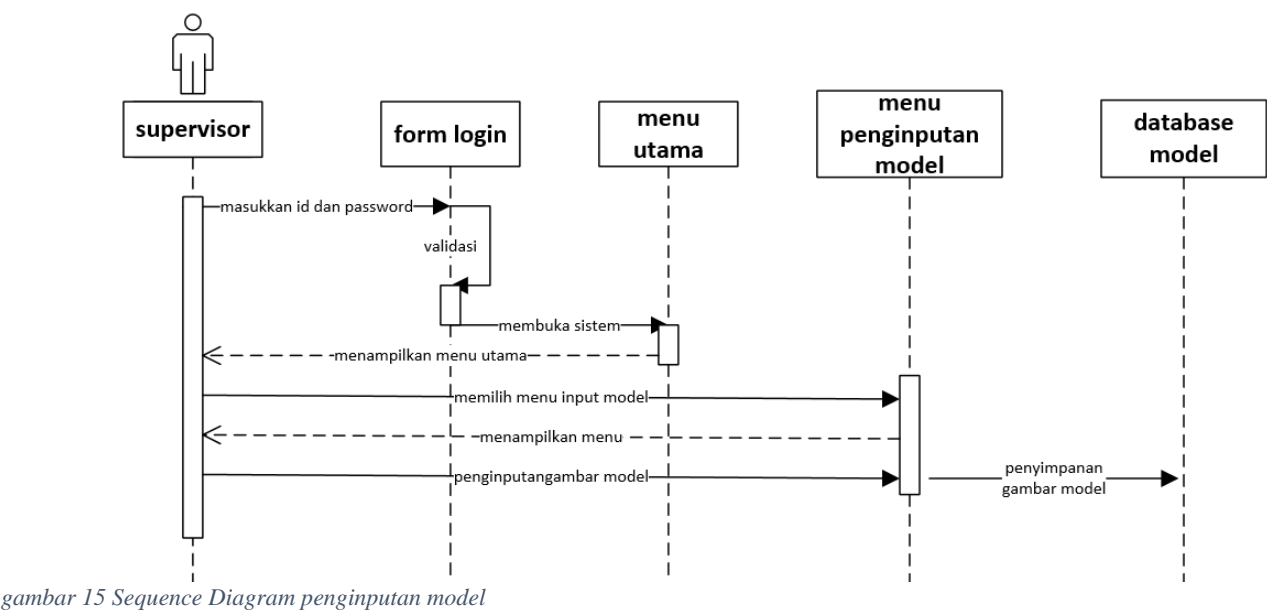 supervisor
form login
menu
utama
menu
penginputan
model
database
model
masukkan id dan password
validasi
membuka sistem
menampilkan menu utama
memilih menu input model
menampilkan menu
penginputangambar model
penyimpanan
gambar model
gambar 15 Sequence Diagram penginputan model